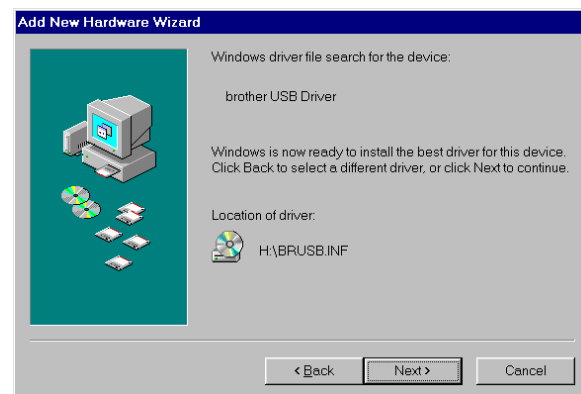 Add New Hardware Wizard
Windows driver file search for the device:
brother USB Driver
Windows is now ready to install the best driver for this device.
Click Back to select a different driver, or click Next to continue.
Location of driver:
H:\BRUSB.INF
< Back
Next >
Cancel